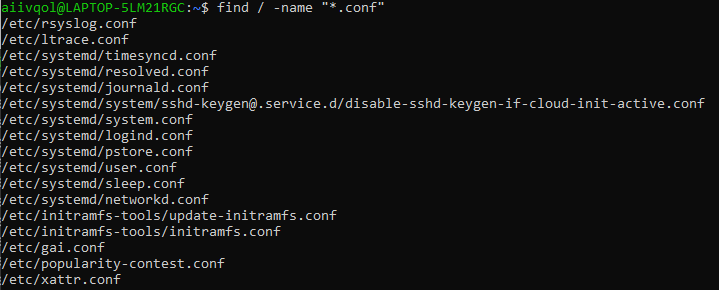 aiivqol@LAPTOP-5LM21RGC:~$ find / -name "*.conf"
/etc/rsyslog.conf
/etc/ltrace.conf
/etc/systemd/timesyncd.conf
/etc/systemd/resolved.conf
/etc/systemd/journald.conf
/etc/systemd/system/sshd-keygen@.service.d/disable-sshd-keygen-if-cloud-init-active.conf
/etc/systemd/system.conf
/etc/systemd/logind.conf
/etc/systemd/pstore.conf
/etc/systemd/user.conf
/etc/systemd/sleep.conf
/etc/systemd/networkd.conf
/etc/initramfs-tools/update-initramfs.conf
/etc/initramfs-tools/initramfs.conf
/etc/gai.conf
/etc/popularity-contest.conf
/etc/xattr.conf